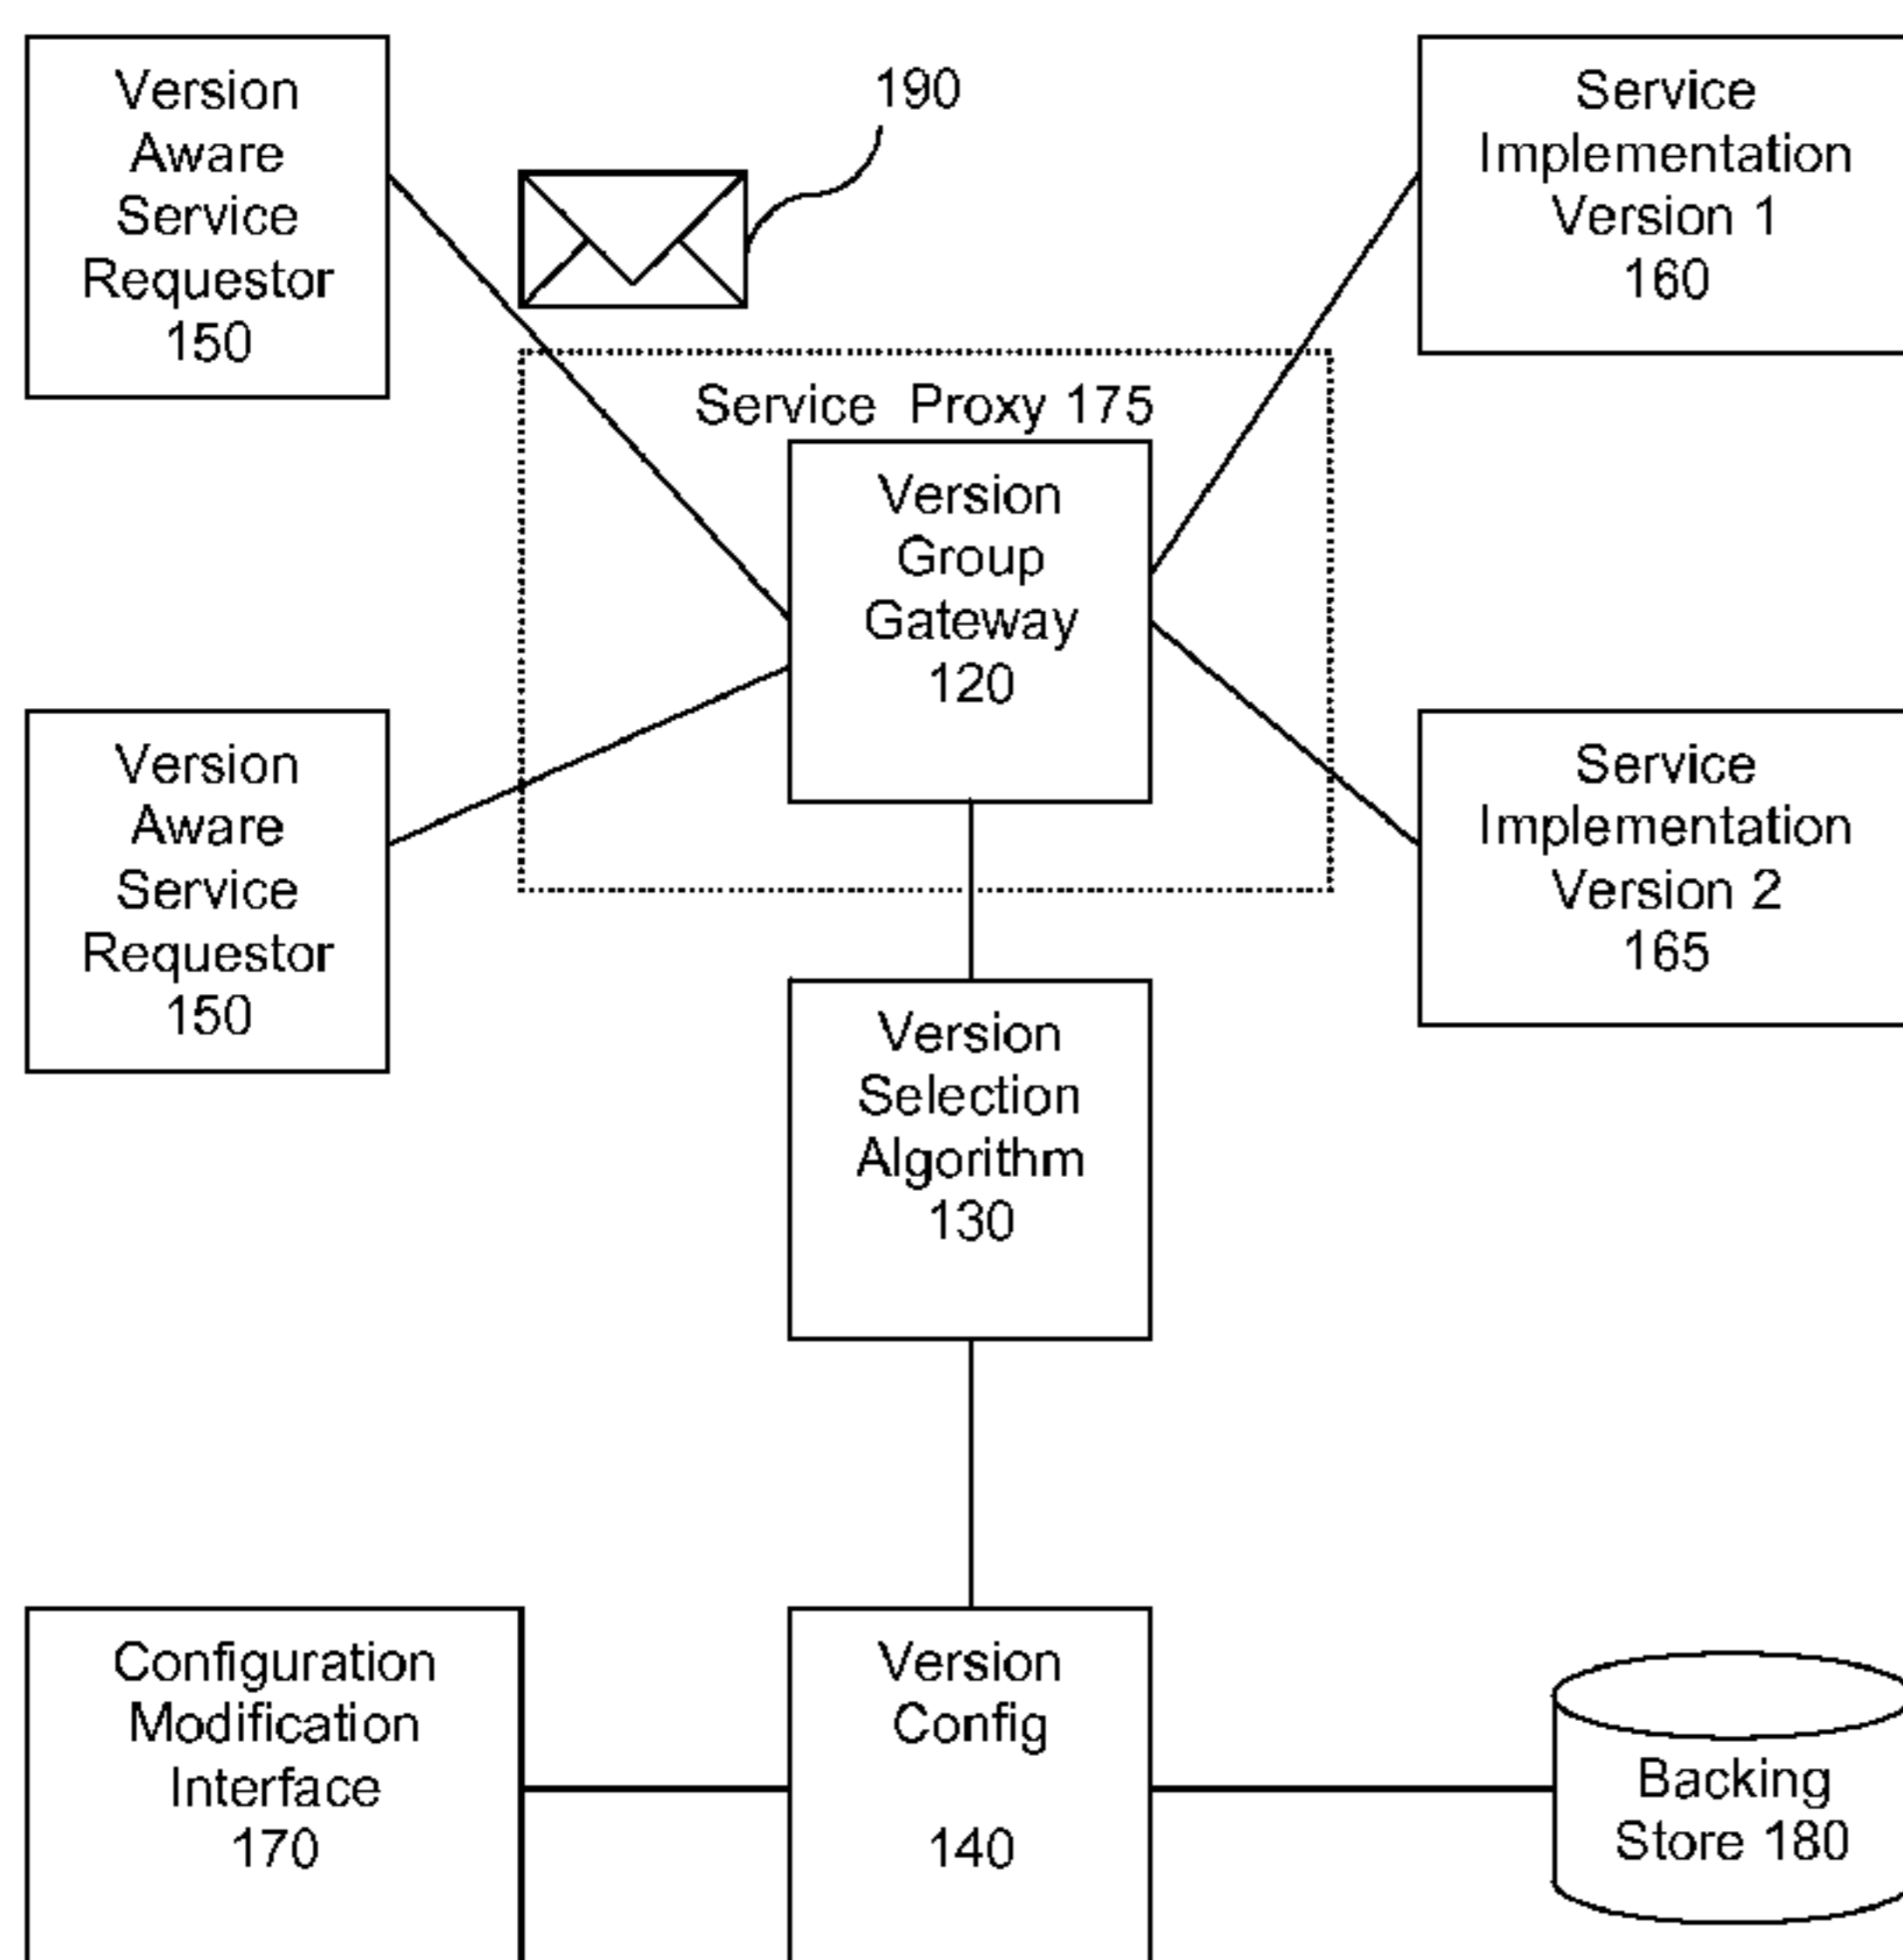 Version
Aware
Service
Requestor
150
190
Service
Implementation
Version 1
160
Service Proxy 175
Version
Group
Gateway
120
Version
Aware
Service
Requestor
150
Service
Implementation
Version 2
165
Version
Selection
Algorithm
130
Configuration
Modification
Interface
170
Version
Config
140
Backing
Store 180